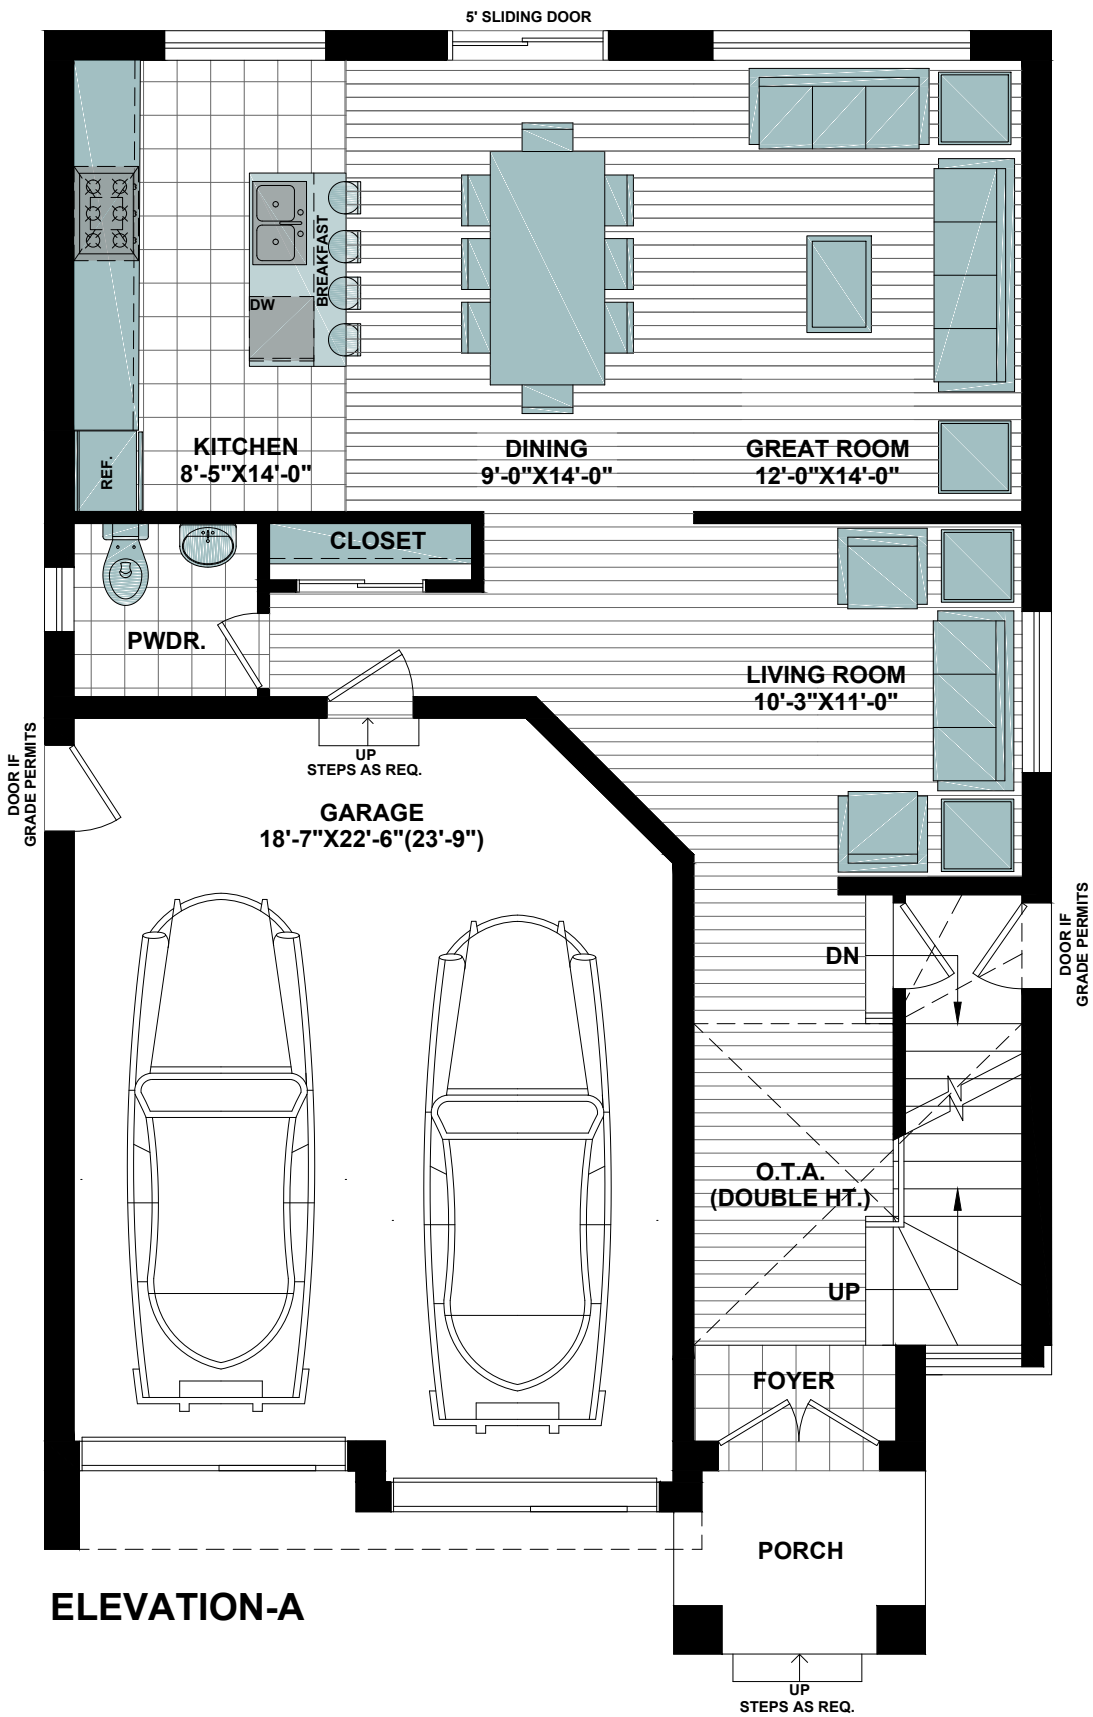 5' SLIDING DOOR
BREAKFAST
DW
REF.
KITCHEN
8'-5"X14'-0"
DINING
9'-0"X14'-0"
GREAT ROOM
12'-0"X14'-0"
CLOSET
PWDR.
LIVING ROOM
10'-3"X11'-0"
DOOR IF
GRADE PERMITS
UP
STEPS AS REQ.
GARAGE
18'-7"X22'-6"(23'-9")
DN
DOOR IF
GRADE PERMITS
O.T.A.
(DOUBLE HT.)
UP
FOYER
PORCH
ELEVATION-A
UP
STEPS AS REQ.